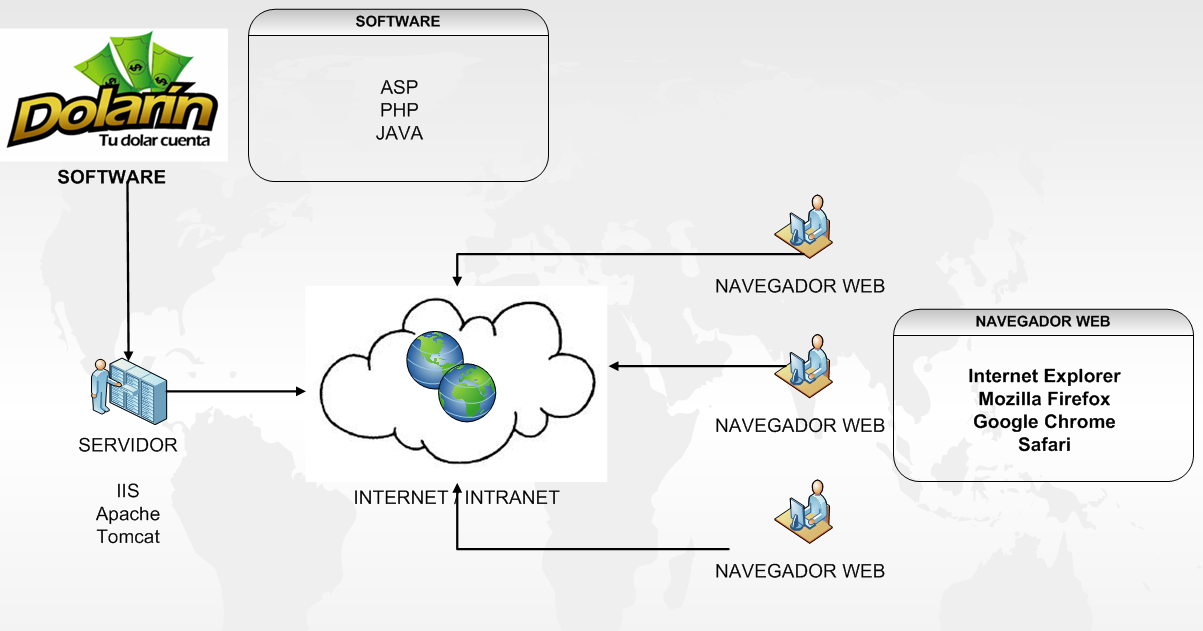 SOFTWARE
ASP
PHP
JAVA
Dolarín
Tu dolar cuenta
SOFTWARE
NAVEGADOR WEB
NAVEGADOR WEB
Internet Explorer
Mozilla Firefox
Google Chrome
Safari
NAVEGADOR WEB
SERVIDOR
IIS
Apache
Tomcat
INTERNET / INTRANET
NAVEGADOR WEB